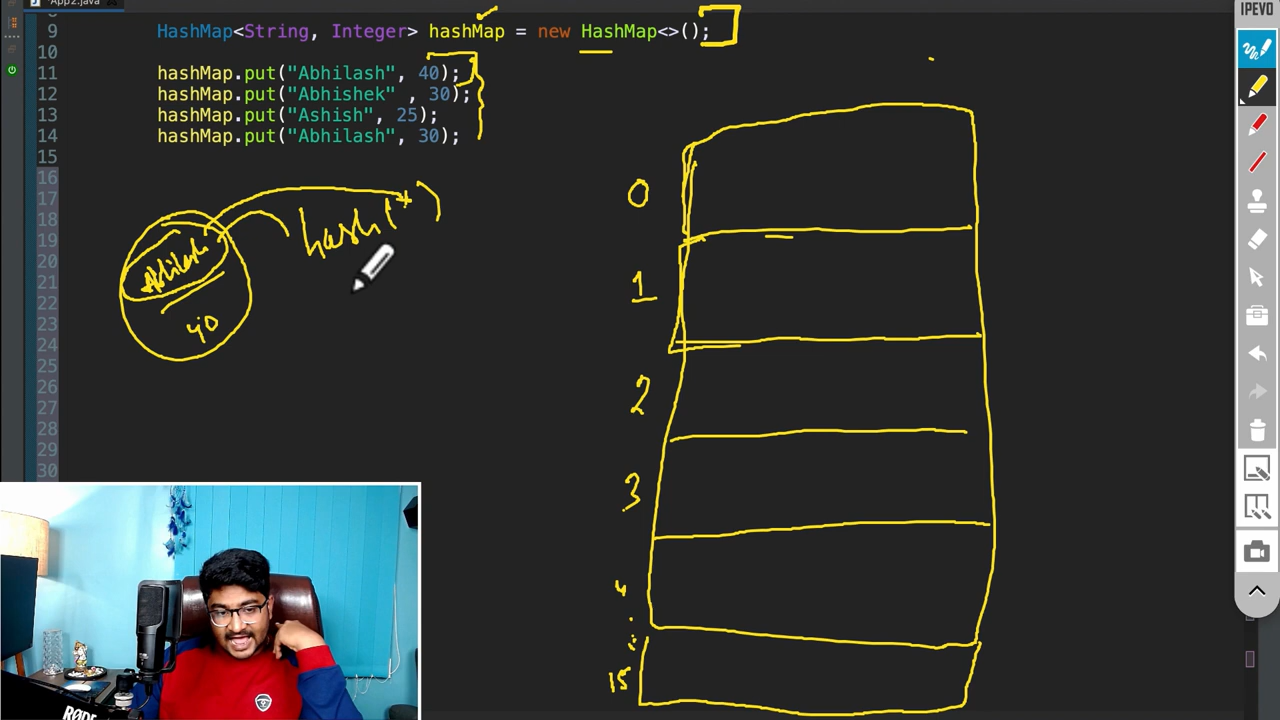 *App2.java
IPEVO
9 HashMap<String, Integer> hashMap = new HashMap<>();
10
11 hashMap.put("Abhilash", 40);
12 hashMap.put("Abhishek" , 30);
13 hashMap.put("Ashish", 25);
14 hashMap.put("Abhilash", 30);
15
16
17
18
19
20
21
22
23
24
25
26
27
28
29
30
Abhilash
40
hash(*)
0
1
2
3
4
15
RØDE